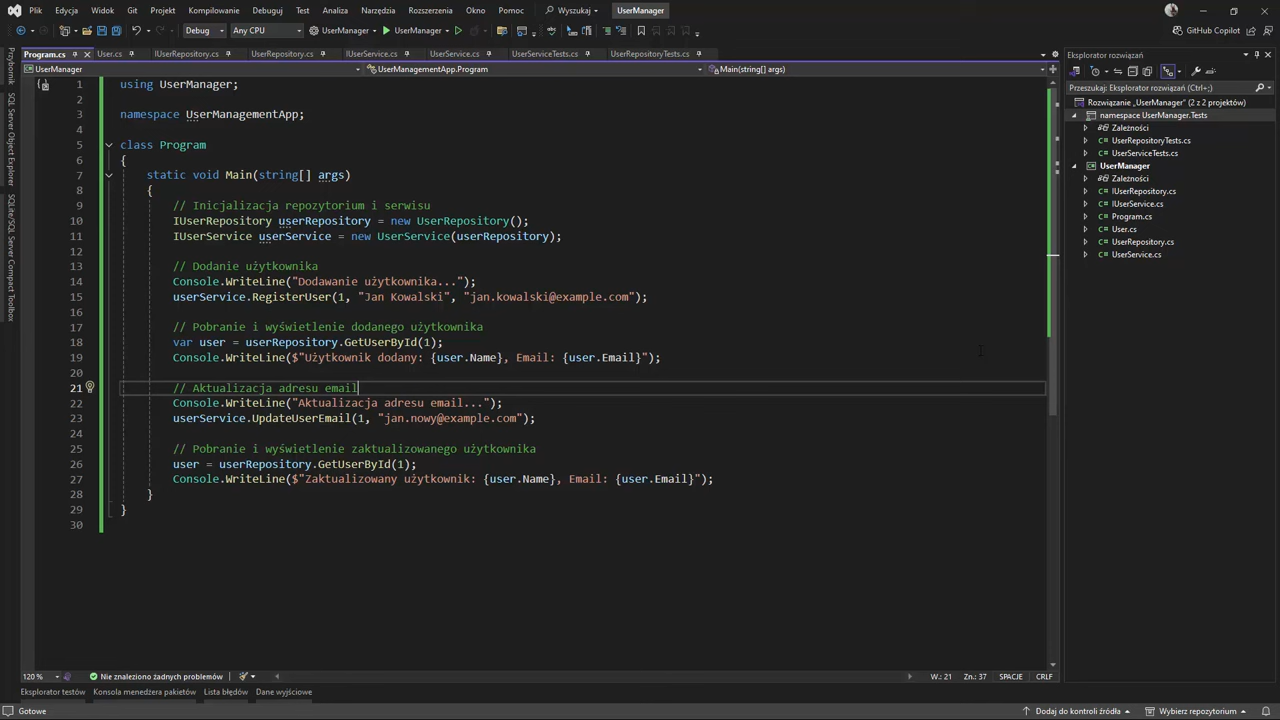 Plik Edycja Widok Git Projekt Kompilowanie Debuguj Test Analiza Narzędzia Rozszerzenia Okno Pomoc Wyszukaj UserManager
Debug Any CPU UserManager UserManager GitHub Copilot
Program.cs User.cs IUserRepository.cs UserRepository.cs IUserService.cs UserService.cs UserServiceTests.cs UserRepositoryTests.cs
UserManager UserManagementApp.Program Main(string[] args)
Przybornik
SQL Server Object Explorer
SQLite/SQL Server Compact Toolbox
1 using UserManager;
2
3 namespace UserManagementApp;
4
5 class Program
6 {
7 static void Main(string[] args)
8 {
9 // Inicjalizacja repozytorium i serwisu
10 IUserRepository userRepository = new UserRepository();
11 IUserService userService = new UserService(userRepository);
12
13 // Dodanie użytkownika
14 Console.WriteLine("Dodawanie użytkownika...");
15 userService.RegisterUser(1, "Jan Kowalski", "jan.kowalski@example.com");
16
17 // Pobranie i wyświetlenie dodanego użytkownika
18 var user = userRepository.GetUserById(1);
19 Console.WriteLine($"Użytkownik dodany: {user.Name}, Email: {user.Email}");
20
21 // Aktualizacja adresu email
22 Console.WriteLine("Aktualizacja adresu email...");
23 userService.UpdateUserEmail(1, "jan.nowy@example.com");
24
25 // Pobranie i wyświetlenie zaktualizowanego użytkownika
26 user = userRepository.GetUserById(1);
27 Console.WriteLine($"Zaktualizowany użytkownik: {user.Name}, Email: {user.Email}");
28 }
29 }
30
Eksplorator rozwiązań
Przeszukaj: Eksplorator rozwiązań (Ctrl+;)
Rozwiązanie „UserManager” (2 z 2 projektów)
namespace UserManager.Tests
Zależności
C# UserRepositoryTests.cs
C# UserServiceTests.cs
UserManager
Zależności
C# IUserRepository.cs
C# IUserService.cs
C# Program.cs
C# User.cs
C# UserRepository.cs
C# UserService.cs
120 % Nie znaleziono żadnych problemów W.: 21 Zn.: 37 SPACJE CRLF
Eksplorator testów Konsola menedżera pakietów Lista błędów Dane wyjściowe
Gotowe Dodaj do kontroli źródła Wybierz repozytorium